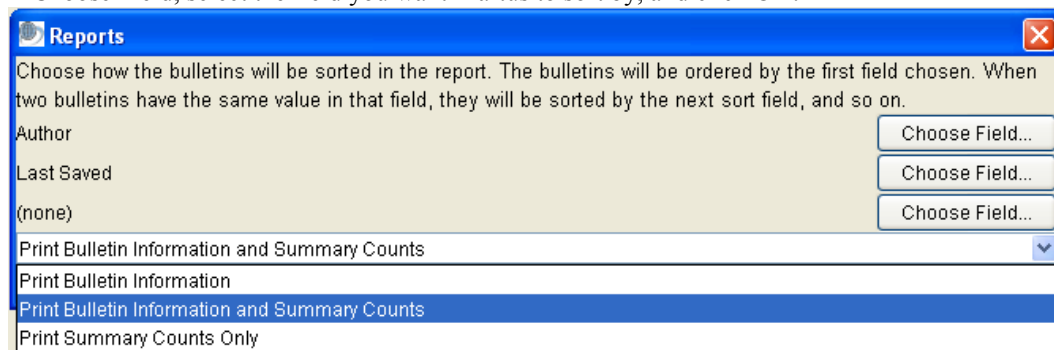 Reports
Choose how the bulletins will be sorted in the report. The bulletins will be ordered by the first field chosen. When
two bulletins have the same value in that field, they will be sorted by the next sort field, and so on.
Author Choose Field...
Last Saved Choose Field...
(none) Choose Field...
Print Bulletin Information and Summary Counts
Print Bulletin Information
Print Bulletin Information and Summary Counts
Print Summary Counts Only